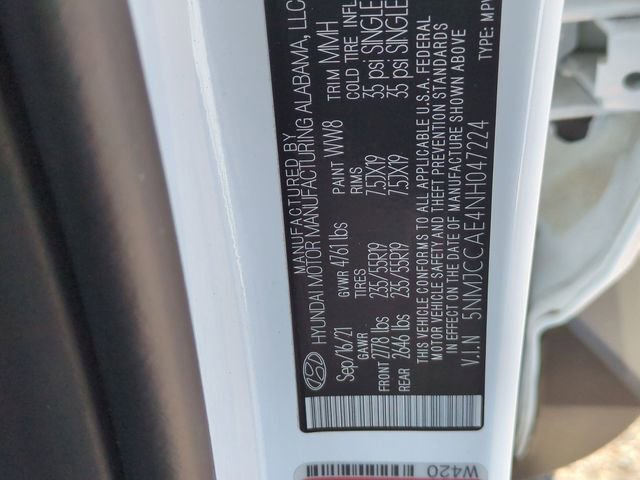 MANUFACTURED BY
HYUNDAI MOTOR MANUFACTURING ALABAMA, LLC
Sep/16/21 GVWR 4761 lbs PAINT WW8 TRIM MMH
GAWR TIRES RIMS COLD TIRE INFL
FRONT 2778 lbs 235/55R19 7.5JX19 35 psi SINGLE
REAR 2646 lbs 235/55R19 7.5JX19 35 psi SINGLE
THIS VEHICLE CONFORMS TO ALL APPLICABLE U.S.A. FEDERAL
MOTOR VEHICLE SAFETY AND THEFT PREVENTION STANDARDS
IN EFFECT ON THE DATE OF MANUFACTURE SHOWN ABOVE
V.I.N 5NMJCCAE4NH047224 TYPE: MPV
W420